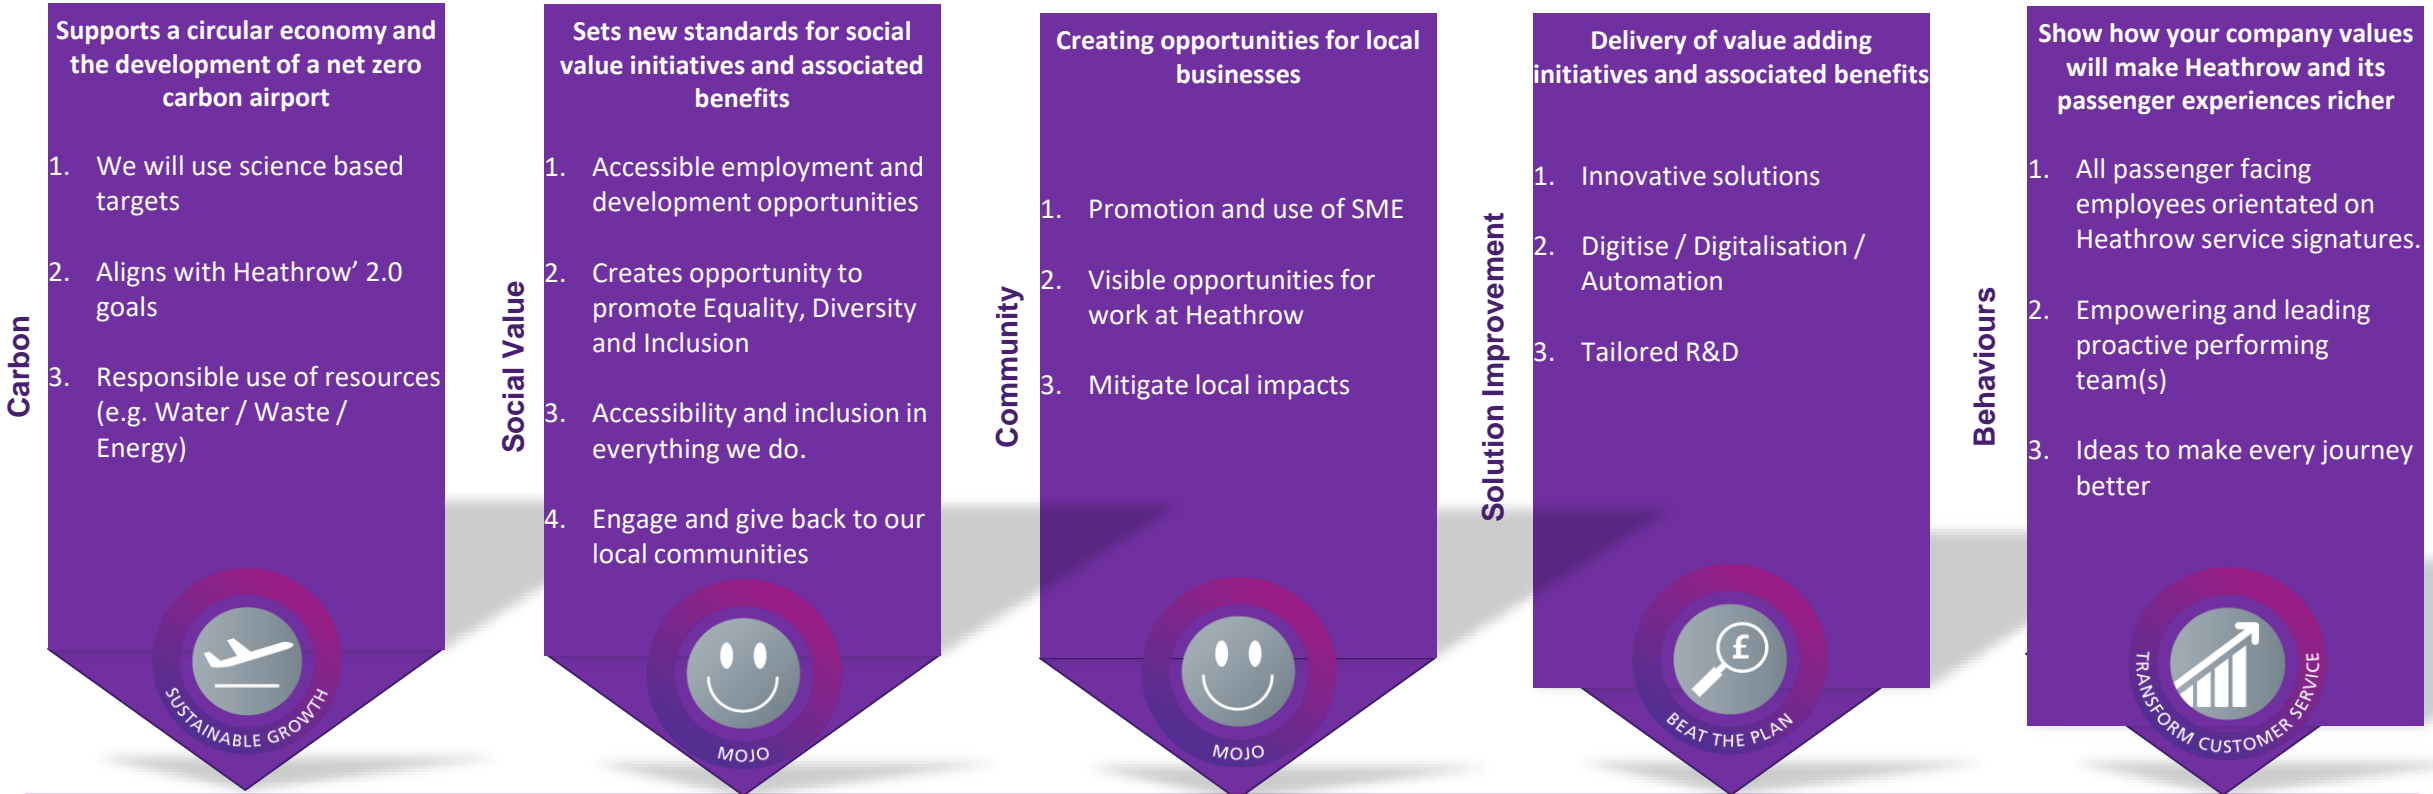 Carbon
Supports a circular economy and
the development of a net zero
carbon airport
1. We will use science based
targets
2. Aligns with Heathrow’ 2.0
goals
3. Responsible use of resources
(e.g. Water / Waste /
Energy)
SUSTAINABLE GROWTH
Social Value
Sets new standards for social
value initiatives and associated
benefits
1. Accessible employment and
development opportunities
2. Creates opportunity to
promote Equality, Diversity
and Inclusion
3. Accessibility and inclusion in
everything we do.
4. Engage and give back to our
local communities
MOJO
Community
Creating opportunities for local
businesses
1. Promotion and use of SME
2. Visible opportunities for
work at Heathrow
3. Mitigate local impacts
MOJO
Solution Improvement
Delivery of value adding
initiatives and associated benefits
1. Innovative solutions
2. Digitise / Digitalisation /
Automation
3. Tailored R&D
£
BEAT THE PLAN
Behaviours
Show how your company values
will make Heathrow and its
passenger experiences richer
1. All passenger facing
employees orientated on
Heathrow service signatures.
2. Empowering and leading
proactive performing
team(s)
3. Ideas to make every journey
better
TRANSFORM CUSTOMER SERVICE